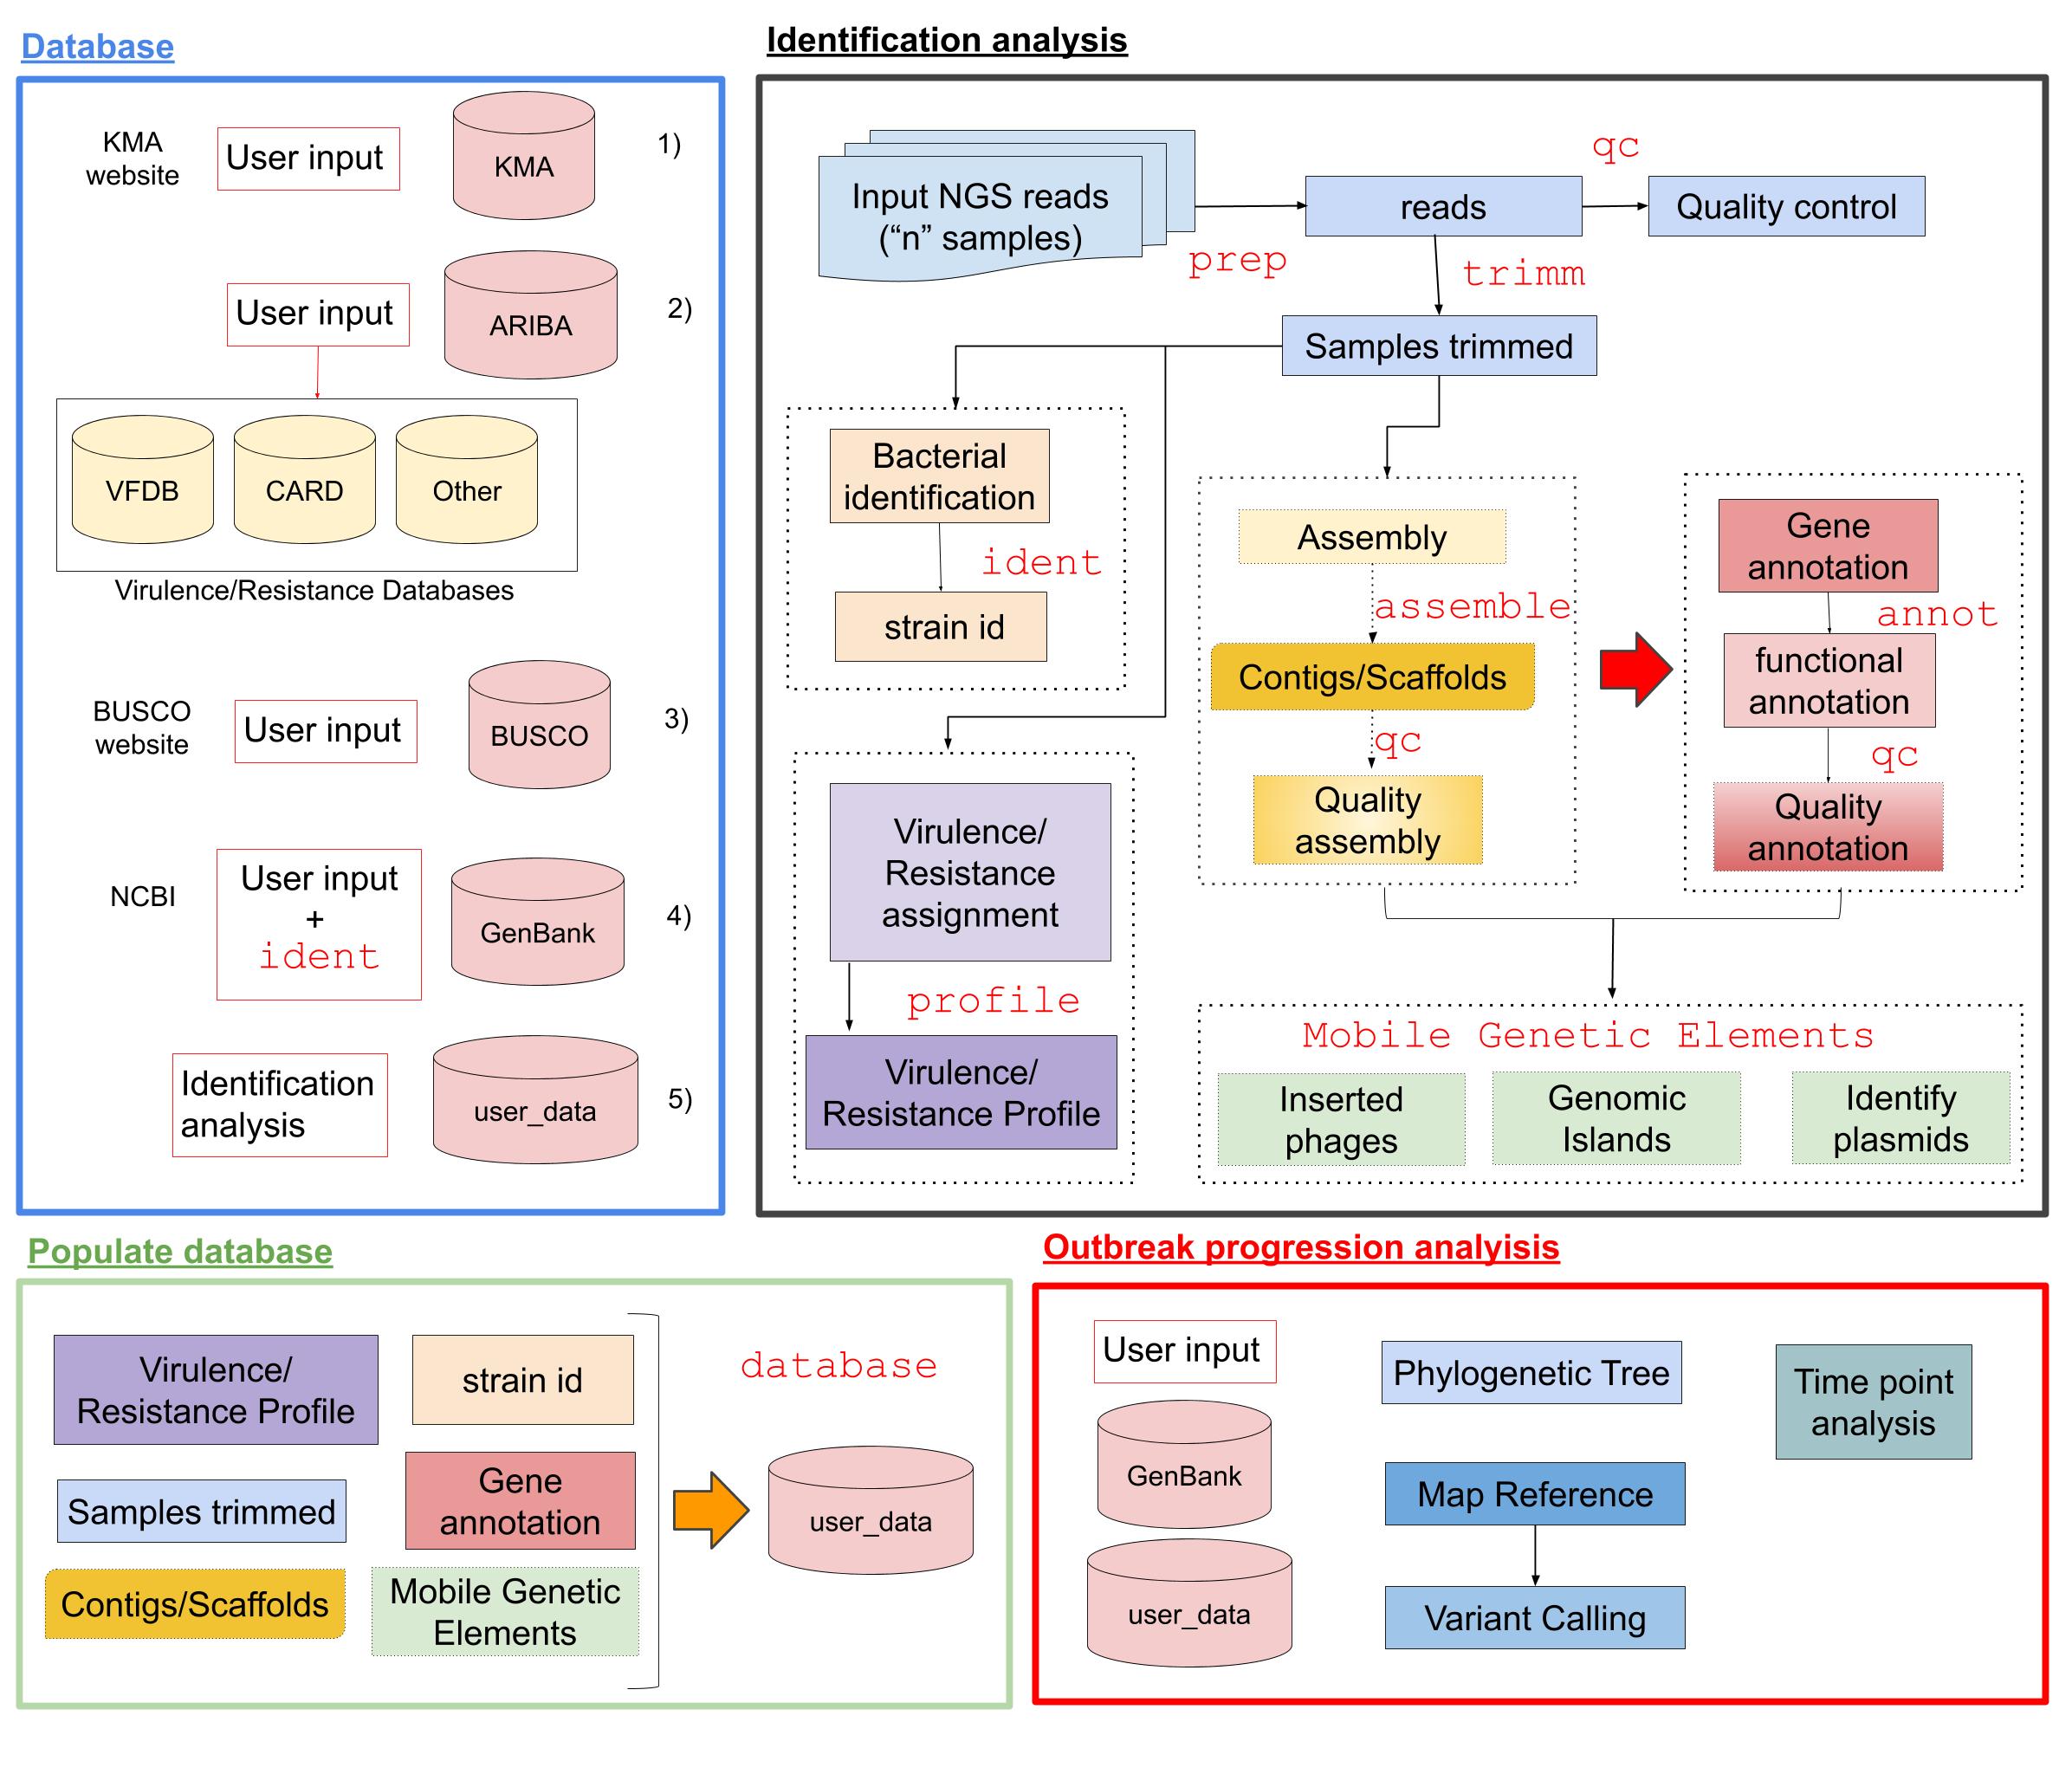 Database
KMA
website
User input
KMA
1)
User input
ARIBA
2)
VFDB
CARD
Other
Virulence/Resistance Databases
BUSCO
website
User input
BUSCO
3)
NCBI
User input
+
ident
GenBank
4)
Identification
analysis
user_data
5)
Identification analysis
Input NGS reads
(“n” samples)
prep
reads
qc
Quality control
trimm
Samples trimmed
Bacterial
identification
ident
strain id
Assembly
assemble
Contigs/Scaffolds
qc
Quality
assembly
Gene
annotation
annot
functional
annotation
qc
Quality
annotation
Virulence/
Resistance
assignment
profile
Virulence/
Resistance Profile
Mobile Genetic Elements
Inserted
phages
Genomic
Islands
Identify
plasmids
Populate database
Virulence/
Resistance Profile
strain id
Samples trimmed
Gene
annotation
Contigs/Scaffolds
Mobile Genetic
Elements
database
user_data
Outbreak progression analyisis
User input
GenBank
user_data
Phylogenetic Tree
Map Reference
Variant Calling
Time point
analysis